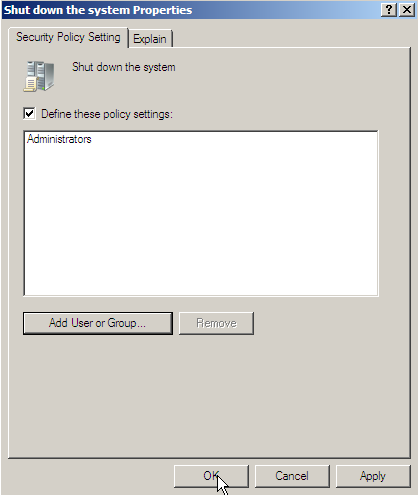 Shut down the system Properties
Security Policy Setting
Explain
Shut down the system
Define these policy settings:
Administrators
Add User or Group...
Remove
OK
Cancel
Apply